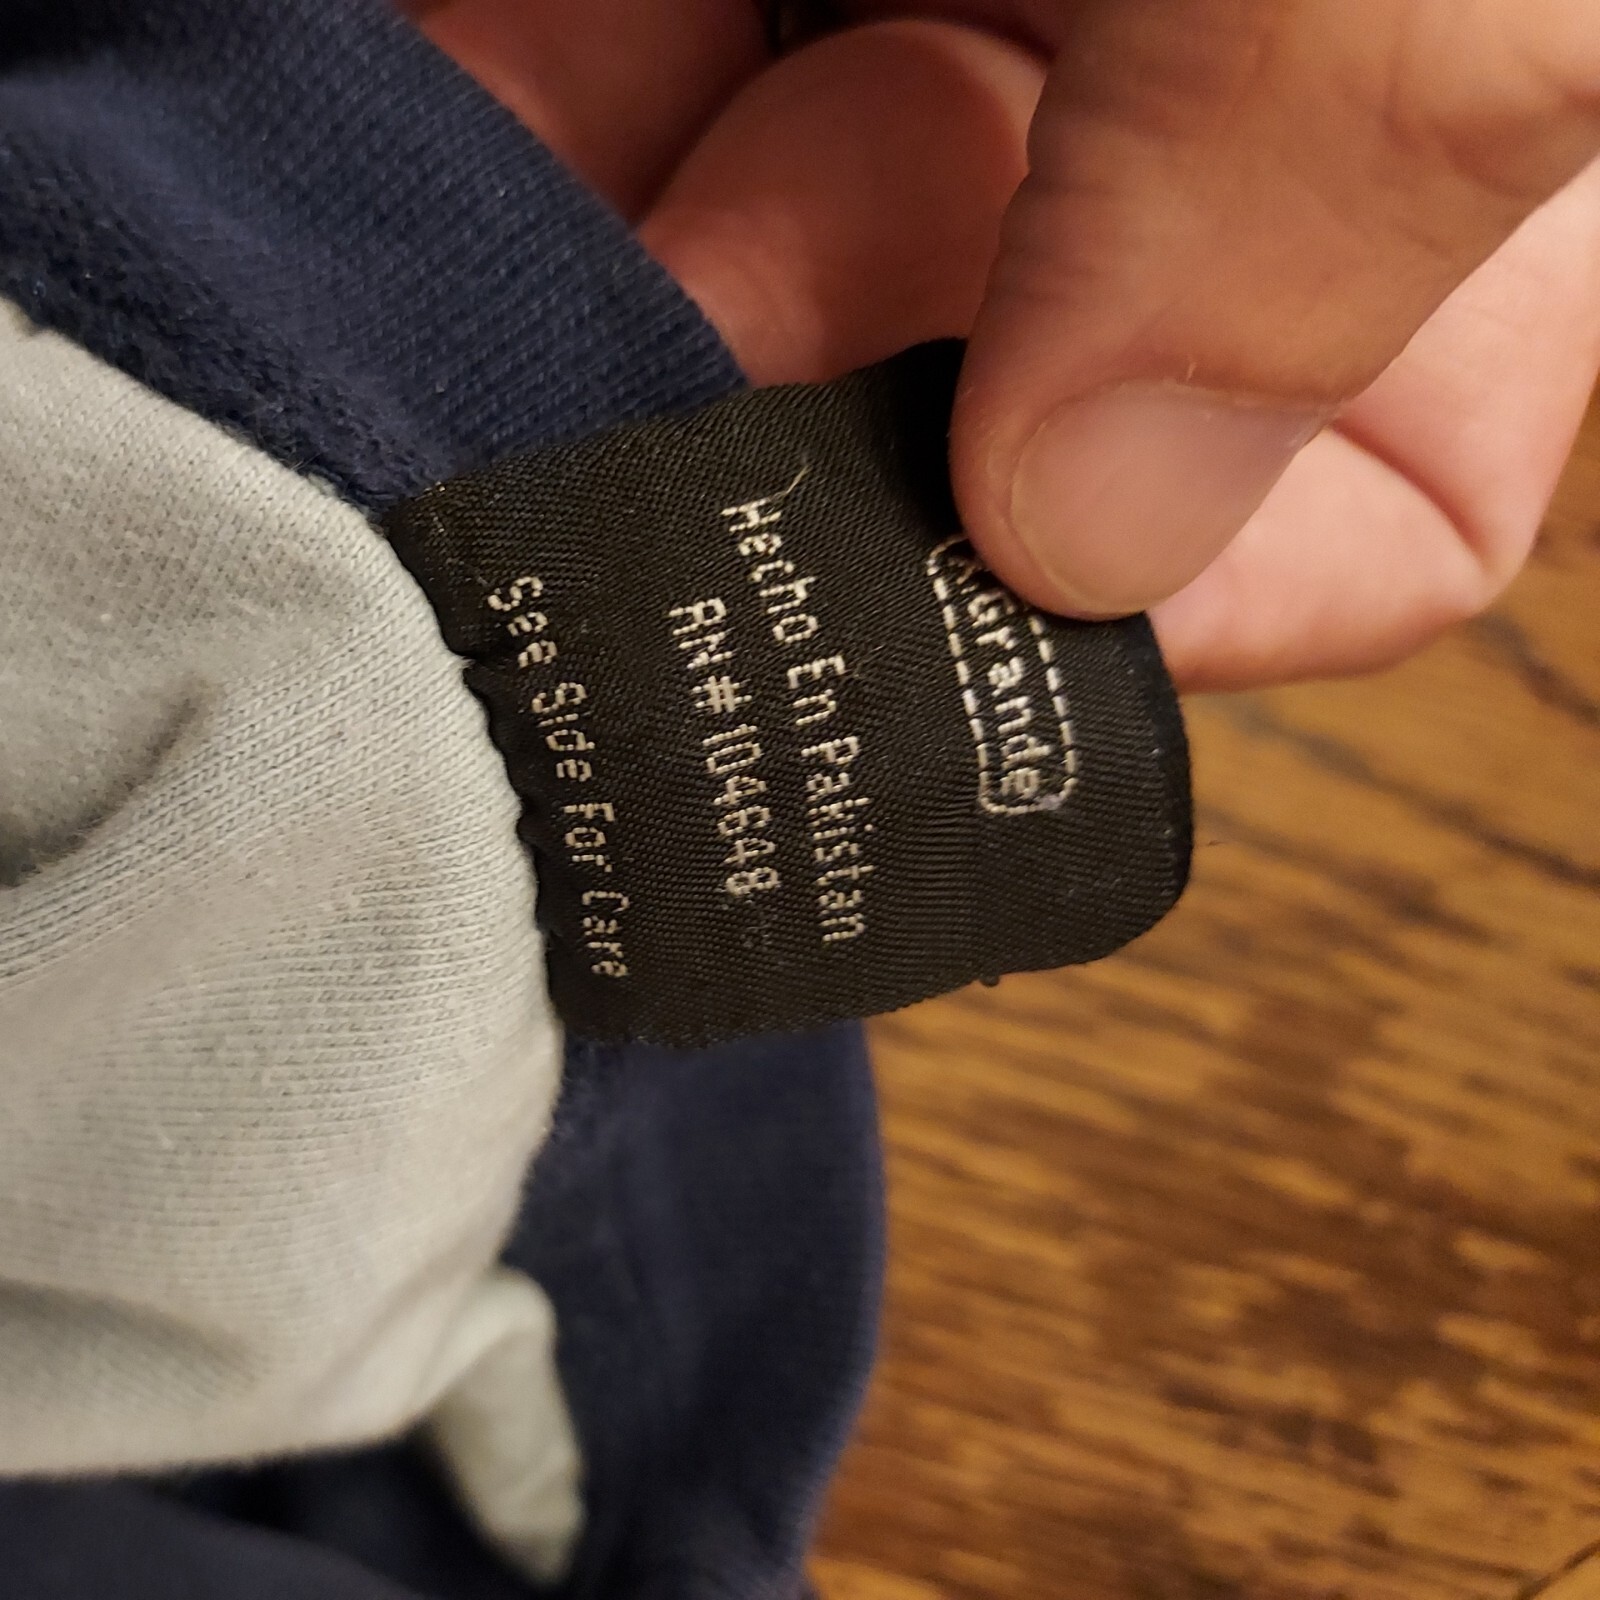 Grande
Hecho En Pakistan
RN#104648
See Side For Care